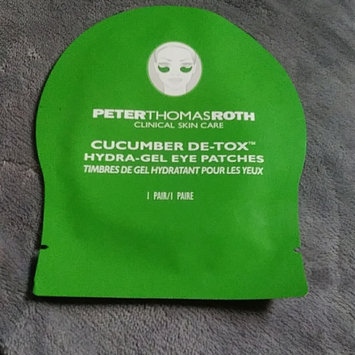 PETERTHOMASROTH
CLINICAL SKIN CARE
CUCUMBER DE-TOX™
HYDRA-GEL EYE PATCHES
TIMBRES DE GEL HYDRATANT POUR LES YEUX
1 PAIR/1 PAIRE